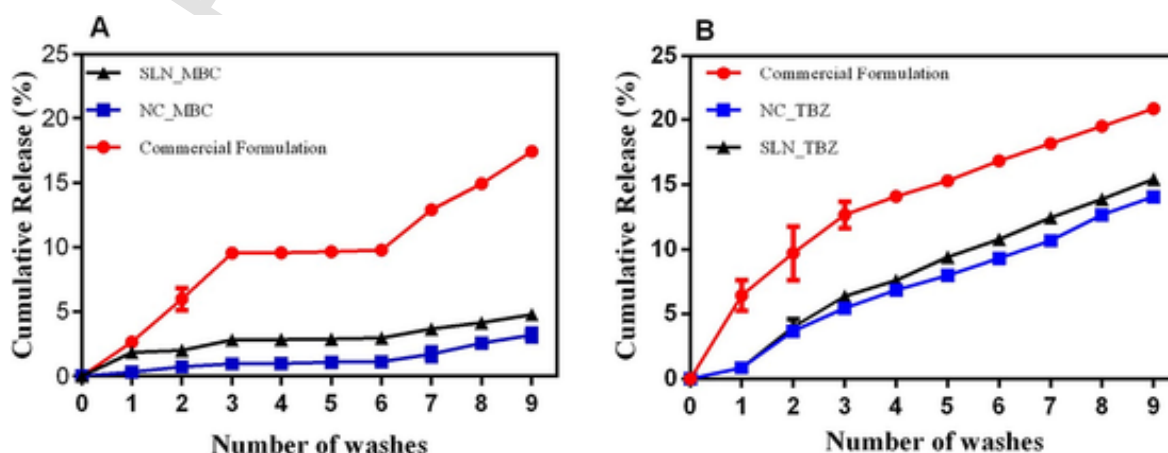 A
Cumulative Release (%)
25
20
15
10
5
0
SLN_MBC
NC_MBC
Commercial Formulation
0 1 2 3 4 5 6 7 8 9
Number of washes
B
Cumulative Release (%)
25
20
15
10
5
0
Commercial Formulation
NC_TBZ
SLN_TBZ
0 1 2 3 4 5 6 7 8 9
Number of washes